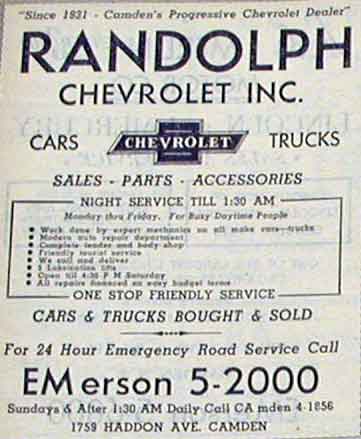 "Since 1931 - Camden's Progressive Chevrolet Dealer"
RANDOLPH
CHEVROLET INC.
CARS CHEVROLET TRUCKS
SALES - PARTS - ACCESSORIES
NIGHT SERVICE TILL 1:30 AM
Monday thru Friday. For Busy Daytime People
Work done by expert mechanics on all make cars-trucks
Modern auto repair department
Complete fender and body shop
Friendly tourist service
We call and deliver
5 Lubrication lifts
Open till 4:30 P M Saturday
All repairs financed on easy budget terms
ONE STOP FRIENDLY SERVICE
CARS & TRUCKS BOUGHT & SOLD
For 24 Hour Emergency Road Service Call
EM erson 5-2000
Sundays & After 1:30 AM Daily Call CA mden 4-1856
1759 HADDON AVE. CAMDEN